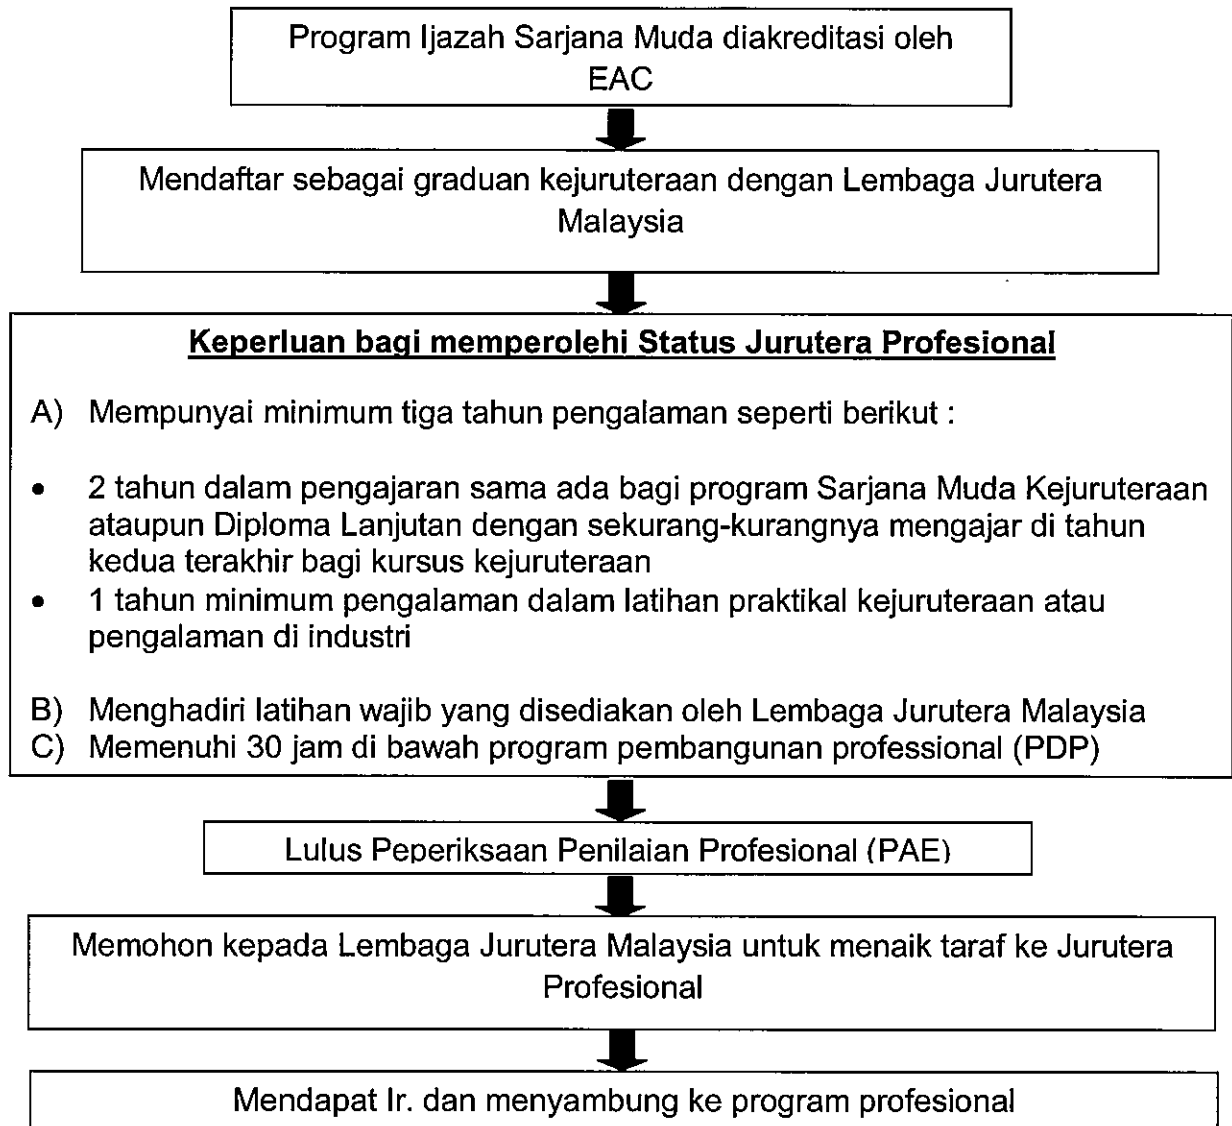 Program Ijazah Sarjana Muda diakreditasi oleh
EAC
Mendaftar sebagai graduan kejuruteraan dengan Lembaga Jurutera
Malaysia
Keperluan bagi memperolehi Status Jurutera Profesional
A) Mempunyai minimum tiga tahun pengalaman seperti berikut :
• 2 tahun dalam pengajaran sama ada bagi program Sarjana Muda Kejuruteraan
ataupun Diploma Lanjutan dengan sekurang-kurangnya mengajar di tahun
kedua terakhir bagi kursus kejuruteraan
• 1 tahun minimum pengalaman dalam latihan praktikal kejuruteraan atau
pengalaman di industri
B) Menghadiri latihan wajib yang disediakan oleh Lembaga Jurutera Malaysia
C) Memenuhi 30 jam di bawah program pembangunan professional (PDP)
Lulus Peperiksaan Penilaian Profesional (PAE)
Memohon kepada Lembaga Jurutera Malaysia untuk menaik taraf ke Jurutera
Profesional
Mendapat Ir. dan menyambung ke program profesional